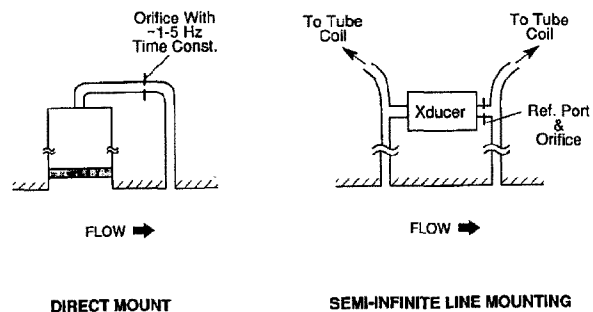 Orifice With
~1-5 Hz
Time Const.
FLOW
DIRECT MOUNT
To Tube
Coil
To Tube
Coil
Xducer
Ref. Port
&
Orifice
FLOW
SEMI-INFINITE LINE MOUNTING